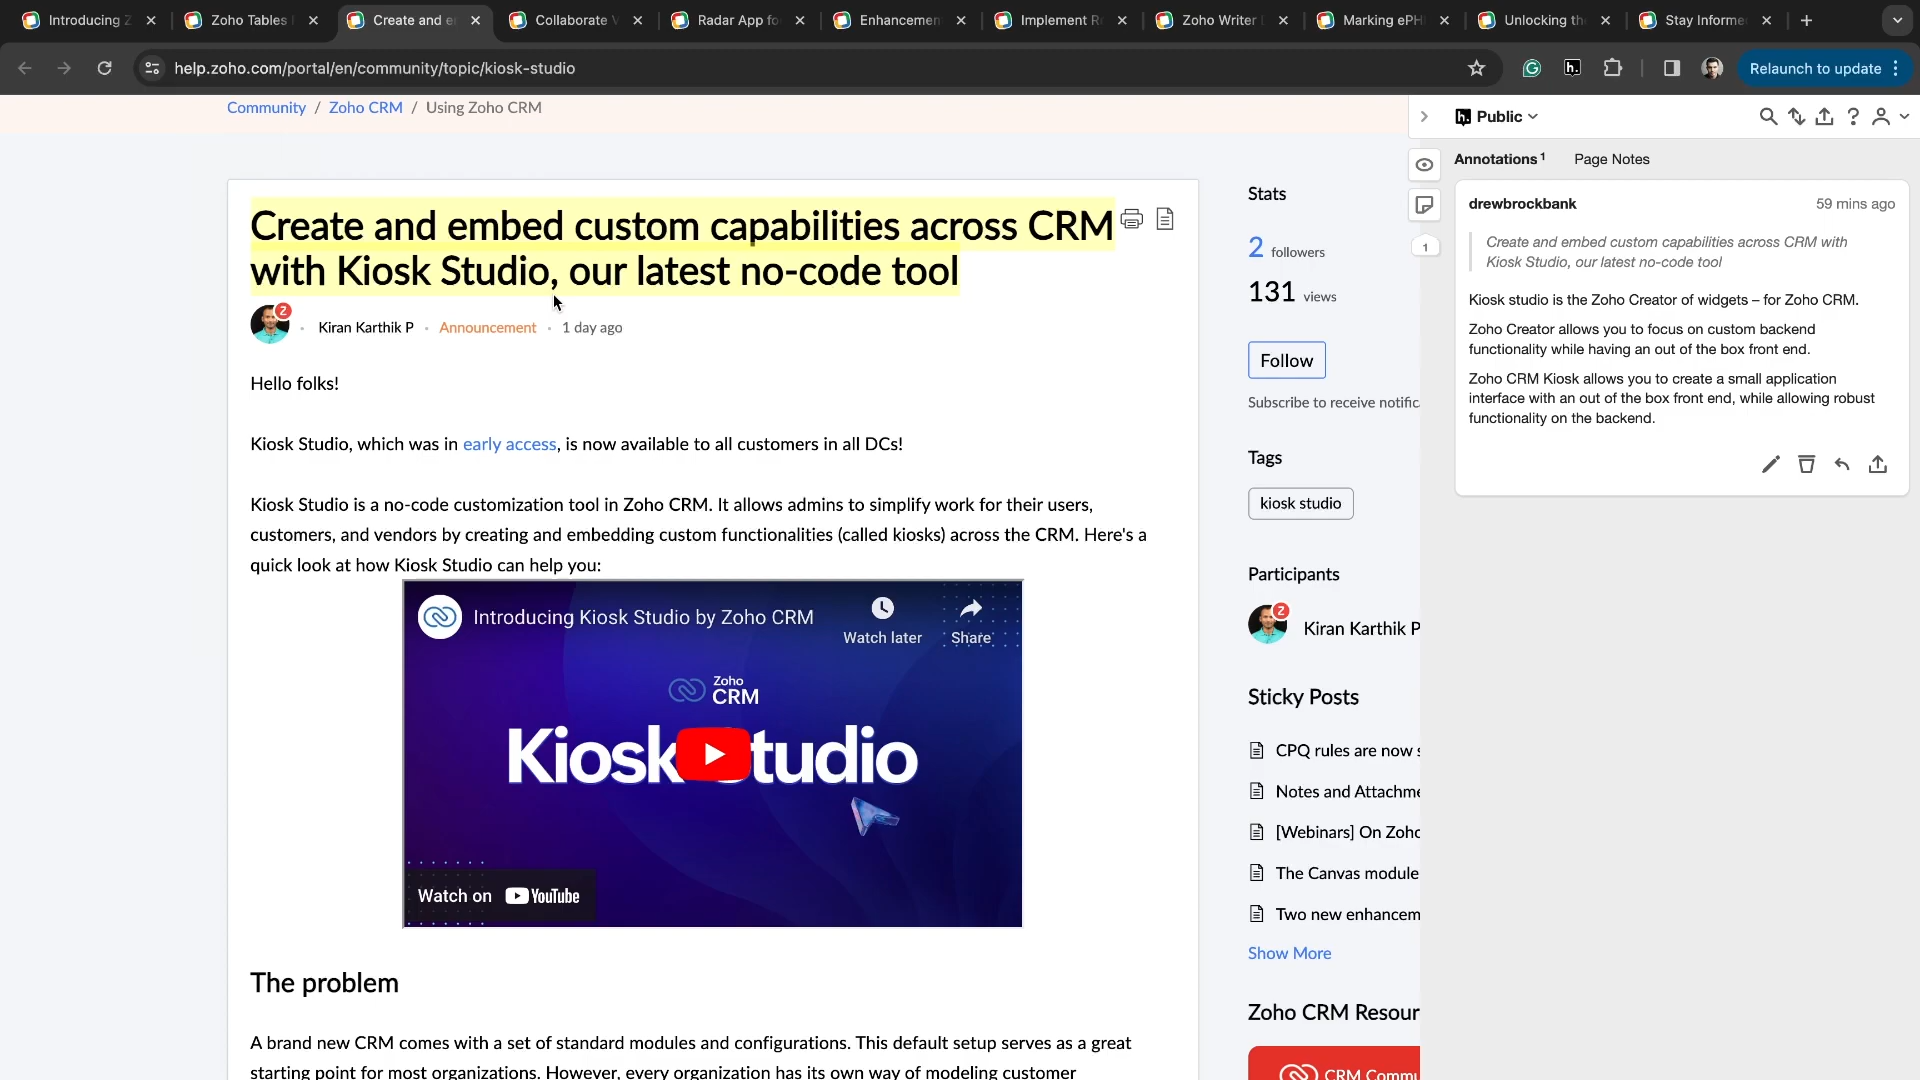 Introducing Z
Zoho Tables
Create and e
Collaborate
Radar App fo
Enhancemen
Implement R
Zoho Writer
Marking ePH
Unlocking th
Stay Informe
help.zoho.com/portal/en/community/topic/kiosk-studio
Relaunch to update
Community / Zoho CRM / Using Zoho CRM
Create and embed custom capabilities across CRM
with Kiosk Studio, our latest no-code tool
Kiran Karthik P · Announcement · 1 day ago
Hello folks!
Kiosk Studio, which was in early access, is now available to all customers in all DCs!
Kiosk Studio is a no-code customization tool in Zoho CRM. It allows admins to simplify work for their users,
customers, and vendors by creating and embedding custom functionalities (called kiosks) across the CRM. Here's a
quick look at how Kiosk Studio can help you:
Introducing Kiosk Studio by Zoho CRM
Watch later
Share
Zoho
CRM
Kiosk Studio
Watch on YouTube
The problem
A brand new CRM comes with a set of standard modules and configurations. This default setup serves as a great
starting point for most organizations. However, every organization has its own way of modeling customer
Stats
2 followers
131 views
Follow
Subscribe to receive notific
Tags
kiosk studio
Participants
2
Kiran Karthik P
Sticky Posts
CPQ rules are now s
Notes and Attachme
[Webinars] On Zoho
The Canvas module
Two new enhancem
Show More
Zoho CRM Resour
CRM Commu
h. Public
Annotations 1
Page Notes
1
drewbrockbank
59 mins ago
Create and embed custom capabilities across CRM with
Kiosk Studio, our latest no-code tool
Kiosk studio is the Zoho Creator of widgets – for Zoho CRM.
Zoho Creator allows you to focus on custom backend
functionality while having an out of the box front end.
Zoho CRM Kiosk allows you to create a small application
interface with an out of the box front end, while allowing robust
functionality on the backend.